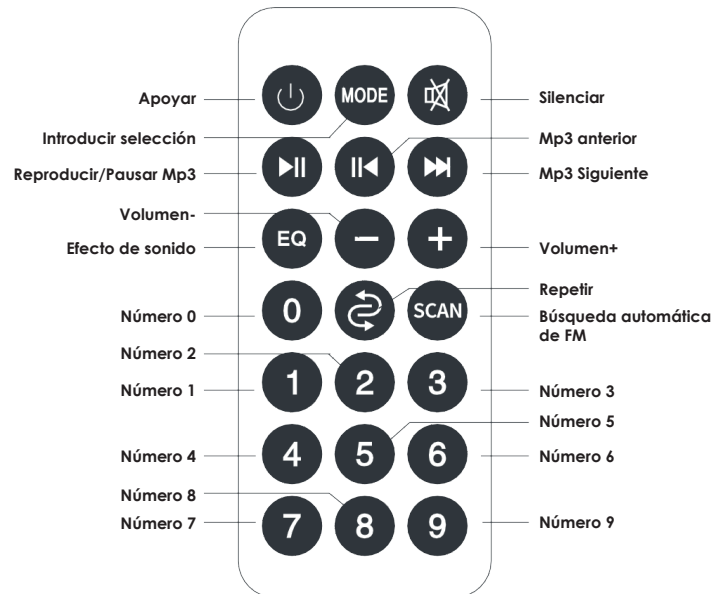 MODE
Apoyar
Silenciar
Introducir selección
Mp3 anterior
Reproducir/Pausar Mp3
Mp3 Siguiente
Volumen-
EQ
Efecto de sonido
Volumen+
Repetir
Número 0
0
SCAN
Búsqueda automática
de FM
Número 2
1
2
3
Número 1
Número 3
Número 5
4
5
6
Número 4
Número 6
Número 8
7
8
9
Número 7
Número 9